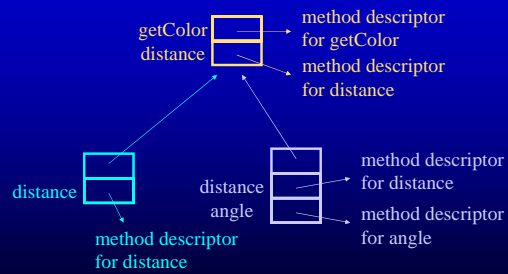 getColor
distance
method descriptor
for getColor
method descriptor
for distance
distance
method descriptor
for distance
distance
angle
method descriptor
for distance
method descriptor
for angle